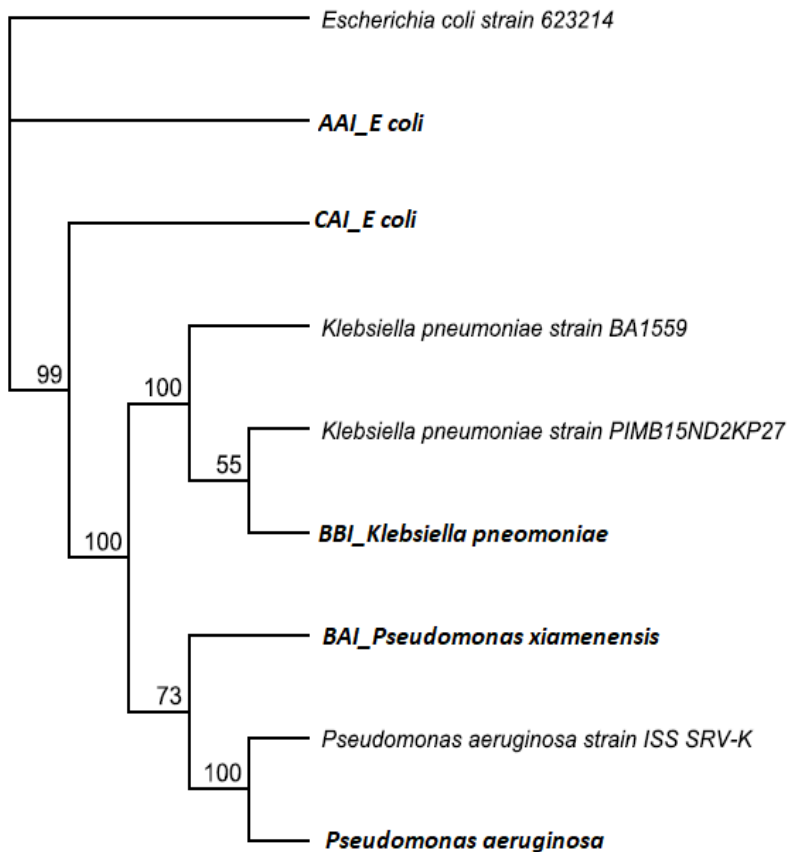 Escherichia coli strain 623214
AAI_E coli
CAI_E coli
Klebsiella pneumoniae strain BA1559
99
100
Klebsiella pneumoniae strain PIMB15ND2KP27
55
BBI_Klebsiella pneomoniae
100
BAI_Pseudomonas xiamenensis
73
Pseudomonas aeruginosa strain ISS SRV-K
100
Pseudomonas aeruginosa